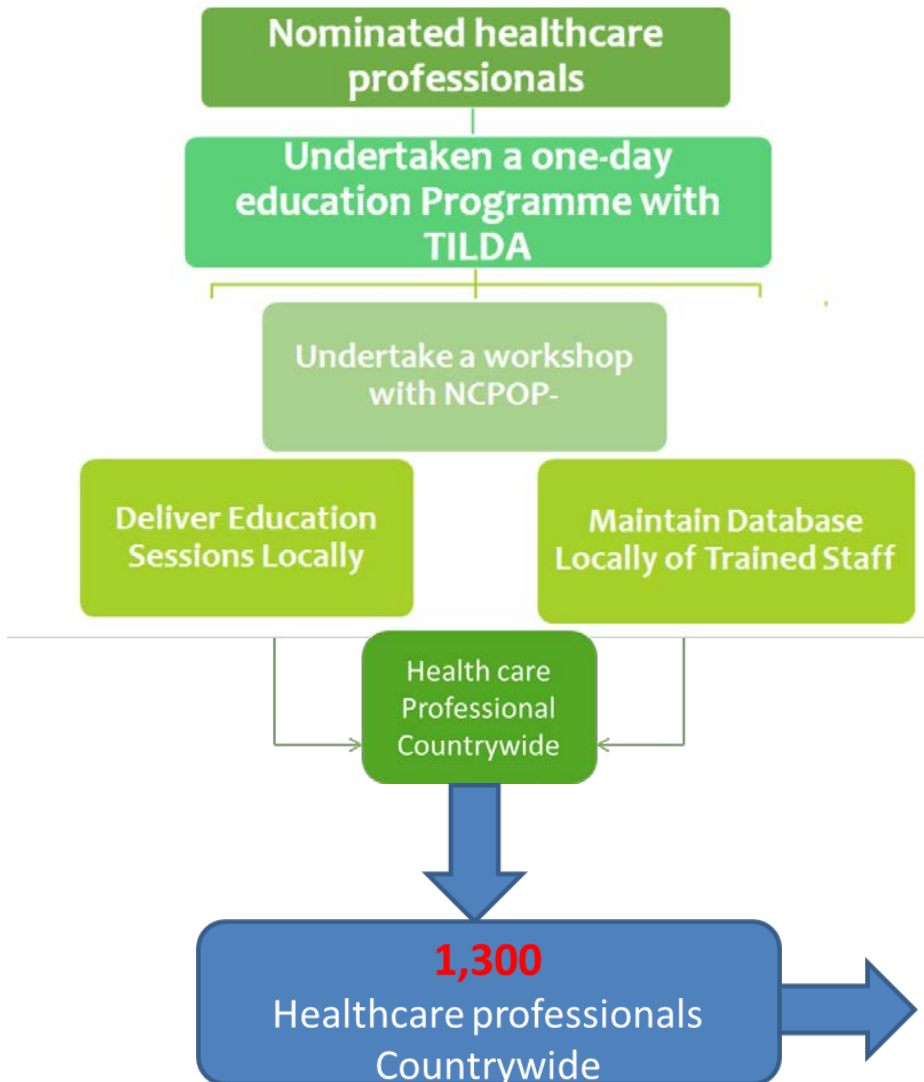 Nominated healthcare
professionals
Undertaken a one-day
education Programme with
TILDA
Undertake a workshop
with NCPOP-
Deliver Education
Sessions Locally
Maintain Database
Locally of Trained Staff
Health care
Professional
Countrywide
1,300
Healthcare professionals
Countrywide